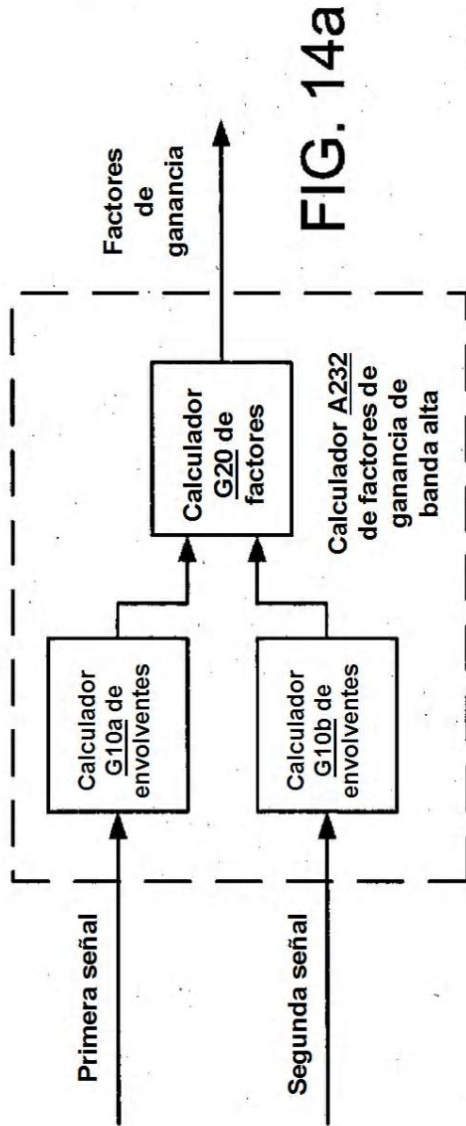 Primera señal
Segunda señal
Calculador
G10a de
envolventes
Calculador
G10b de
envolventes
Calculador
G20 de
factores
Calculador A232
de factores de
ganancia de
banda alta
Factores
de
ganancia
FIG. 14a